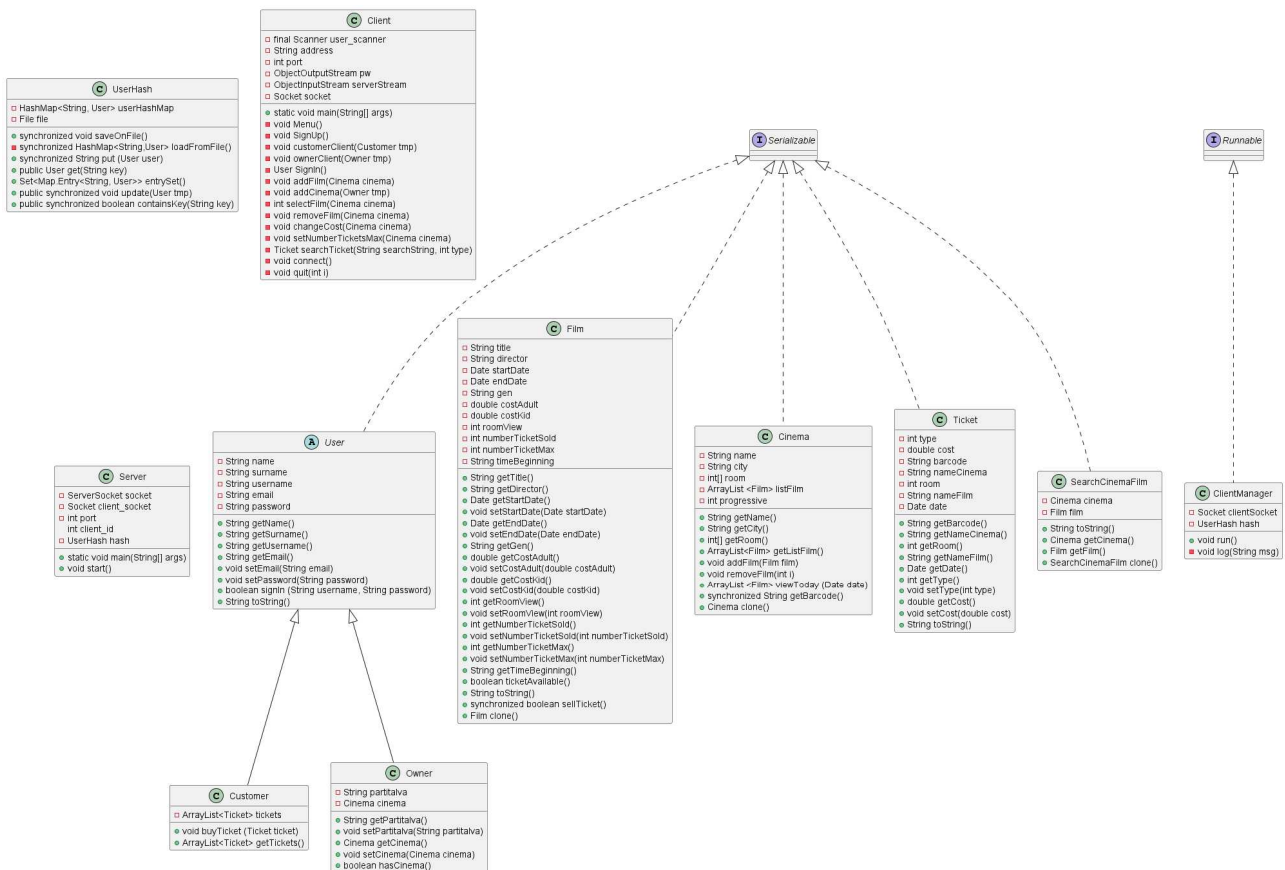 C Client
final Scanner user_scanner
String address
int port
ObjectOutputStream pw
ObjectInputStream serverStream
Socket socket
static void main(String[] args)
void Menu()
void SignUp()
void customerClient(Customer tmp)
void ownerClient(Owner tmp)
User SignIn()
void addFilm(Cinema cinema)
void addCinema(Owner tmp)
int selectFilm(Cinema cinema)
void removeFilm(Cinema cinema)
void changeCost(Cinema cinema)
void setNumberTicketsMax(Cinema cinema)
Ticket searchTicket(String searchString, int type)
void connect()
void quit(int i)
C UserHash
HashMap<String, User> userHashMap
File file
synchronized void saveOnFile()
synchronized HashMap<String,User> loadFromFile()
synchronized String put (User user)
public User get(String key)
Set<Map.Entry<String, User>> entrySet()
public synchronized void update(User tmp)
public synchronized boolean containsKey(String key)
I Serializable
I Runnable
C Film
String title
String director
Date startDate
Date endDate
String gen
double costAdult
double costKid
int roomView
int numberTicketSold
int numberTicketMax
String timeBeginning
String getTitle()
String getDirector()
Date getStartDate()
void setStartDate(Date startDate)
Date getEndDate()
void setEndDate(Date endDate)
String getGen()
double getCostAdult()
void setCostAdult(double costAdult)
double getCostKid()
void setCostKid(double costKid)
int getRoomView()
void setRoomView(int roomView)
int getNumberTicketSold()
void setNumberTicketSold(int numberTicketSold)
int getNumberTicketMax()
void setNumberTicketMax(int numberTicketMax)
String getTimeBeginning()
boolean ticketAvailable()
String toString()
synchronized boolean sellTicket()
Film clone()
C Server
ServerSocket socket
Socket client_socket
int port
int client_id
UserHash hash
static void main(String[] args)
void start()
A User
String name
String surname
String username
String email
String password
String getName()
String getSurname()
String getUsername()
String getEmail()
void setEmail(String email)
void setPassword(String password)
boolean signIn (String username, String password)
String toString()
C Cinema
String name
String city
int[] room
ArrayList <Film> listFilm
int progressive
String getName()
String getCity()
int[] getRoom()
ArrayList<Film> getListFilm()
void addFilm(Film film)
void removeFilm(int i)
ArrayList <Film> viewToday (Date date)
synchronized String getBarcode()
Cinema clone()
C Ticket
int type
double cost
String barcode
String nameCinema
int room
String nameFilm
Date date
String getBarcode()
String getNameCinema()
int getRoom()
String getNameFilm()
Date getDate()
int getType()
void setType(int type)
double getCost()
void setCost(double cost)
String toString()
C SearchCinemaFilm
Cinema cinema
Film film
String toString()
Cinema getCinema()
Film getFilm()
SearchCinemaFilm clone()
C ClientManager
Socket clientSocket
UserHash hash
void run()
void log(String msg)
C Customer
ArrayList<Ticket> tickets
void buyTicket (Ticket ticket)
ArrayList<Ticket> getTickets()
C Owner
String partitaIva
Cinema cinema
String getPartitaIva()
void setPartitaIva(String partitaIva)
Cinema getCinema()
void setCinema(Cinema cinema)
boolean hasCinema()